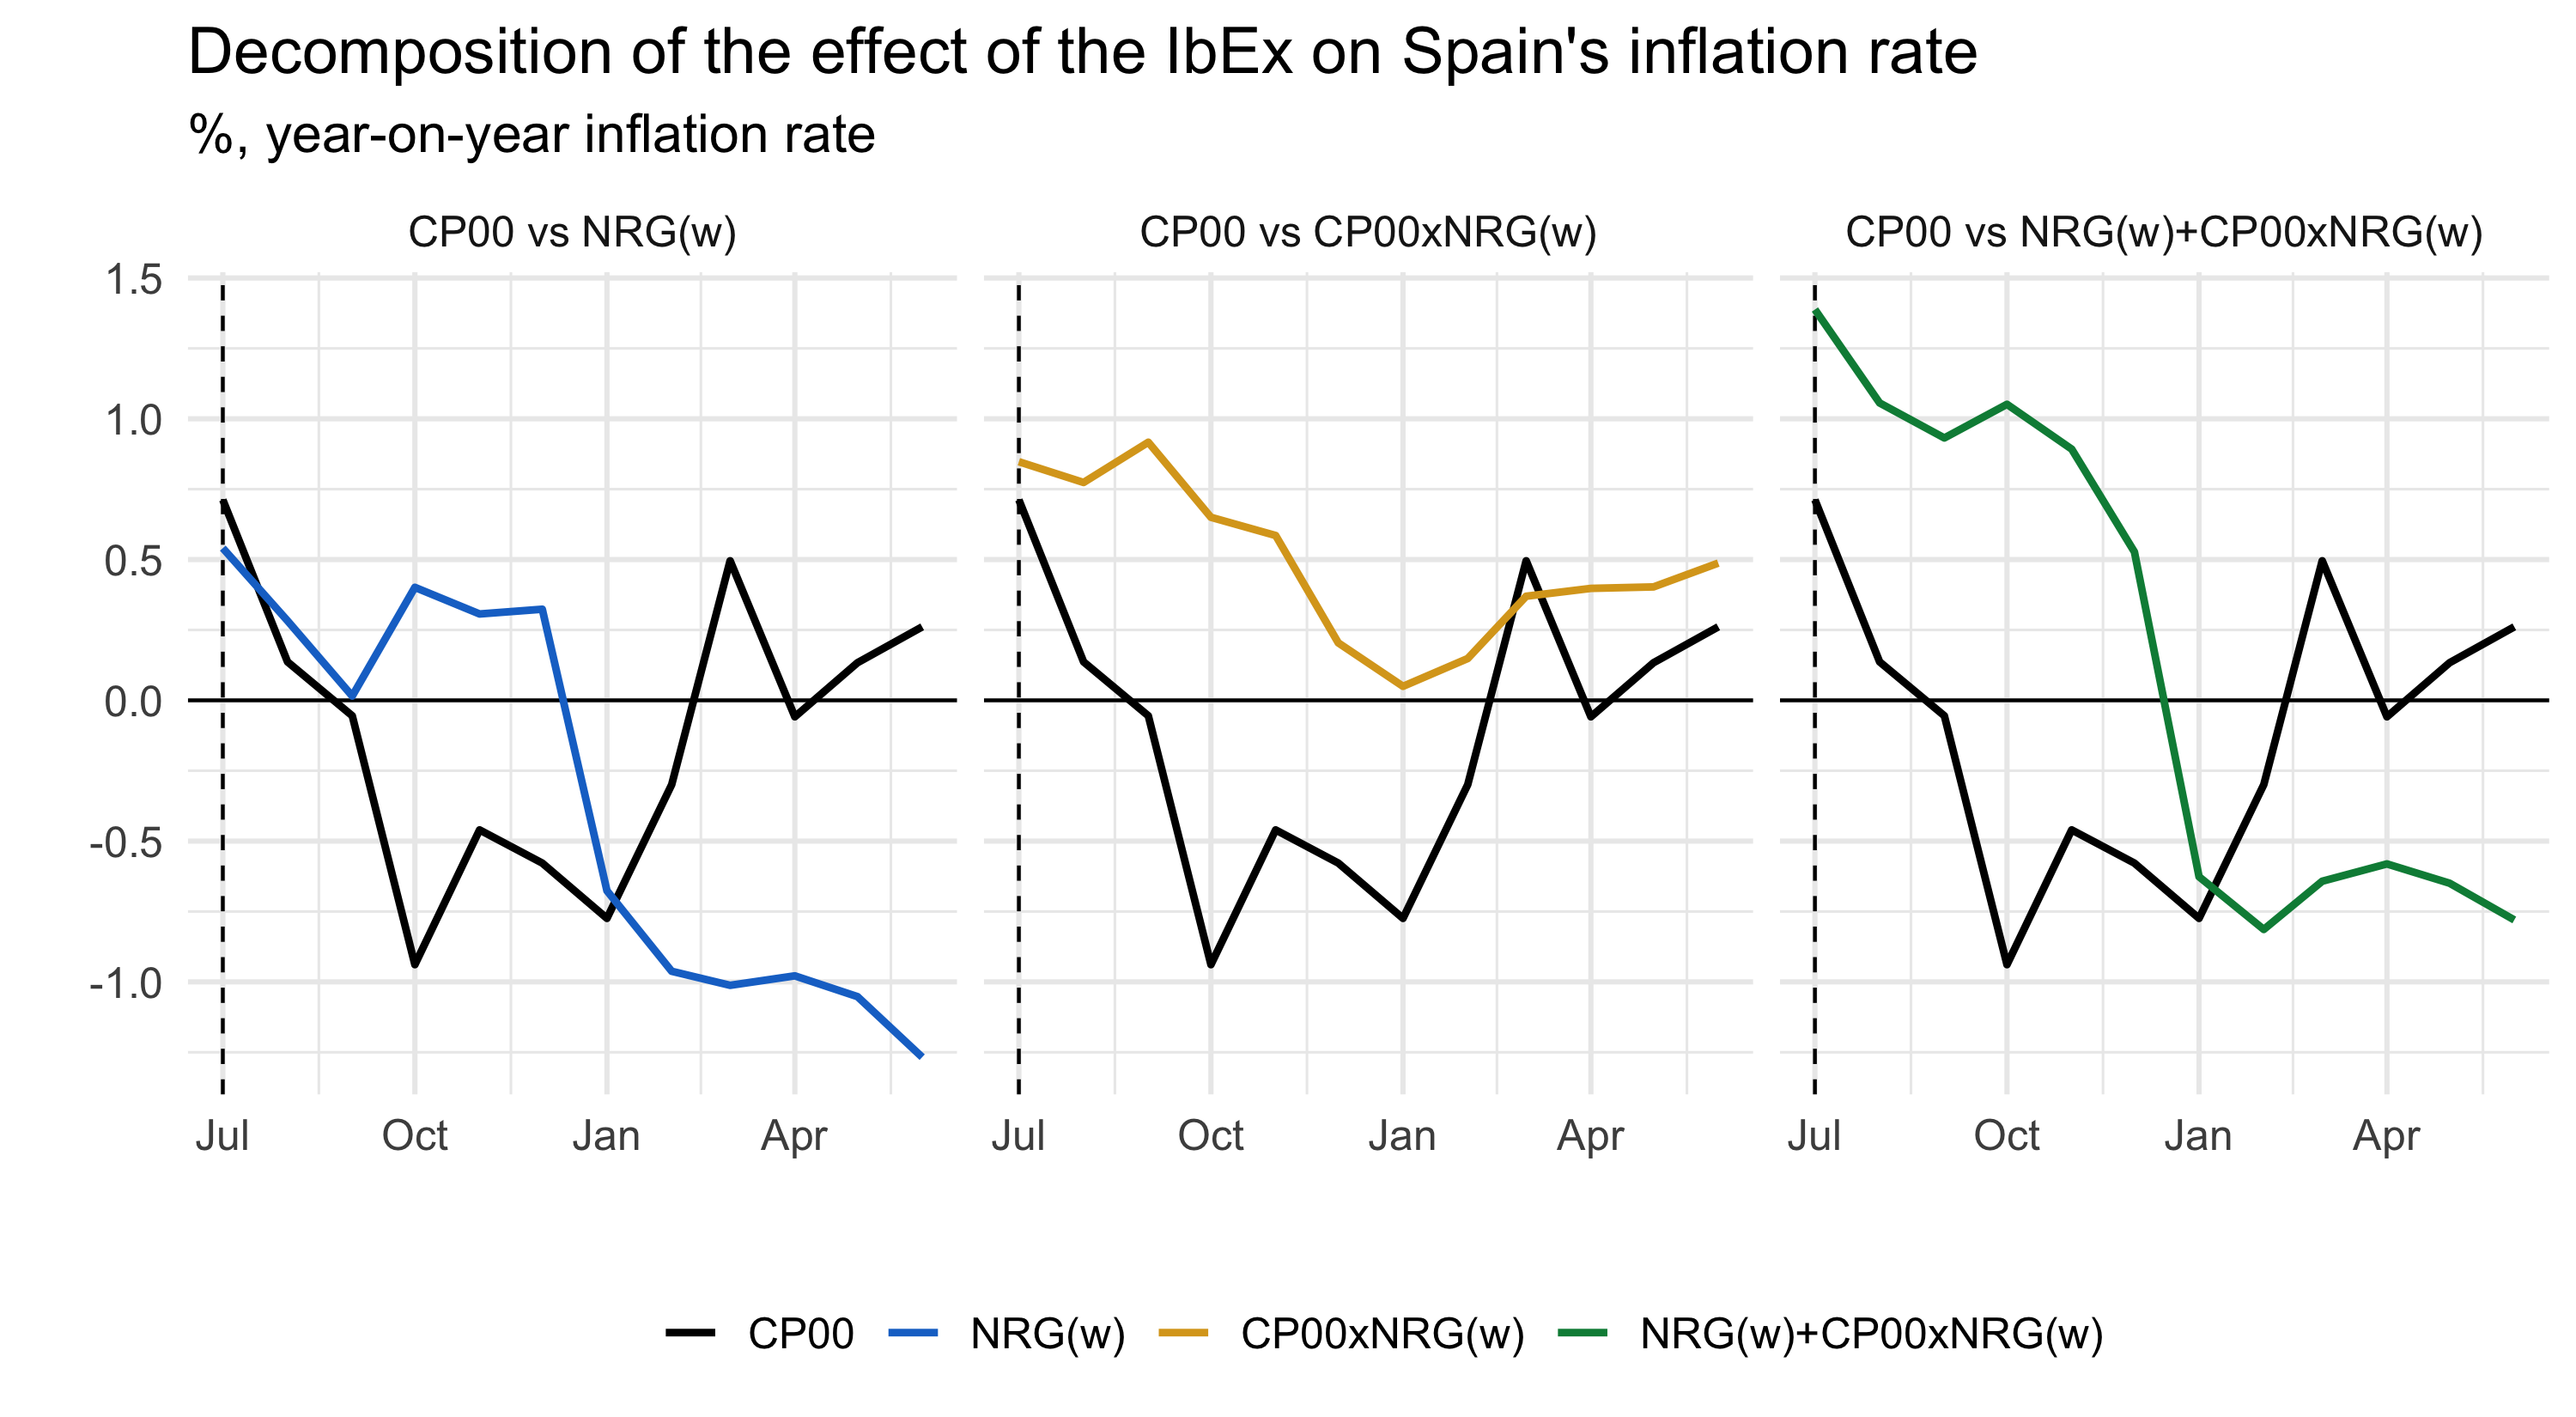 Decomposition of the effect of the IbEx on Spain's inflation rate
%, year-on-year inflation rate
CP00 vs NRG(w)
CP00 vs CP00xNRG(w)
CP00 vs NRG(w)+CP00xNRG(w)
1.5
1.0
0.5
0.0
-0.5
-1.0
Jul Oct Jan Apr
Jul Oct Jan Apr
Jul Oct Jan Apr
CP00 NRG(w) CP00xNRG(w) NRG(w)+CP00xNRG(w)